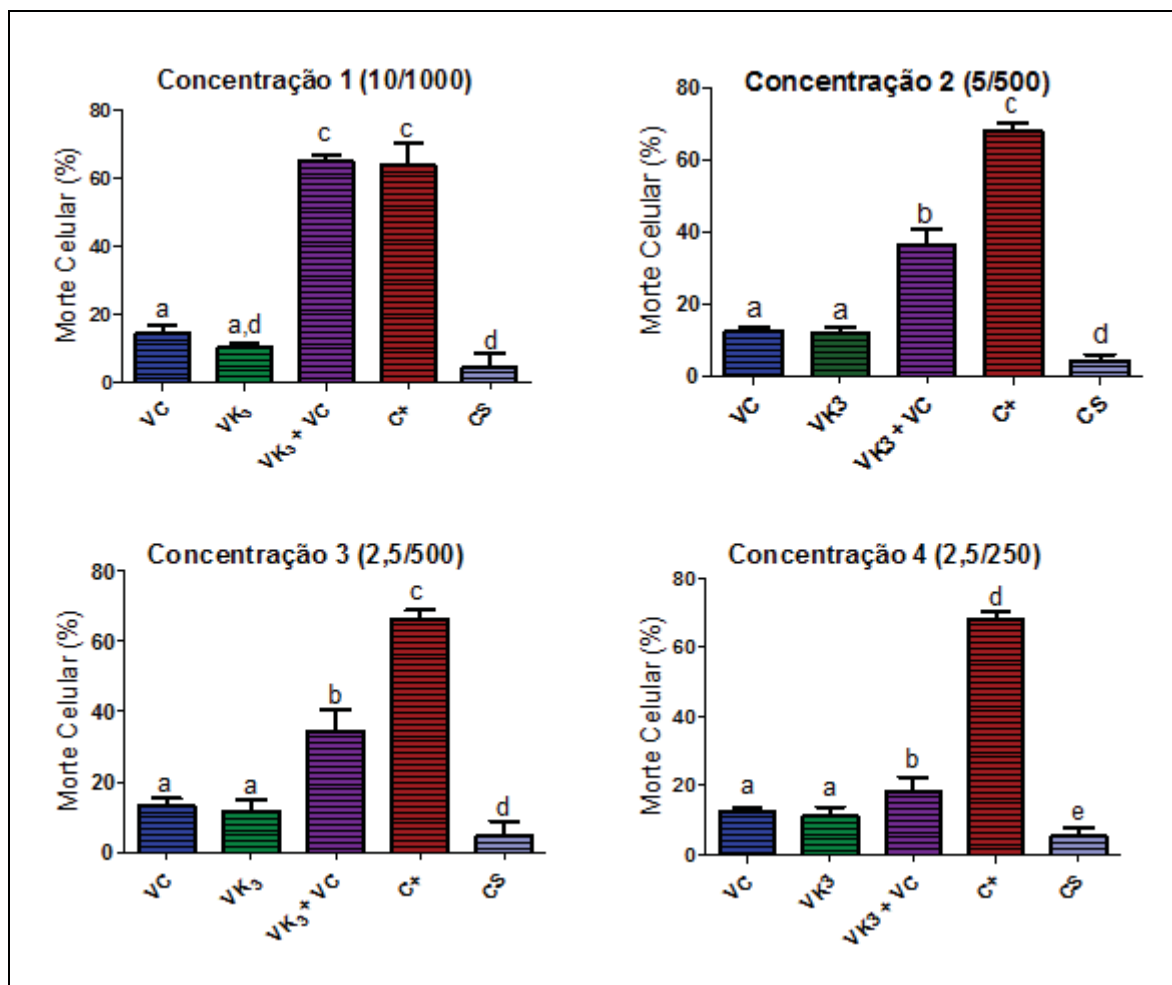 Concentração 1 (10/1000)
Morte Celular (%)
80
60
40
20
0
a
a,d
c
c
d
VC
VK₃
VK₃ + VC
C+
CS
Concentração 2 (5/500)
Morte Celular (%)
80
60
40
20
0
a
a
b
c
d
VC
VK3
VK3 + VC
C+
CS
Concentração 3 (2,5/500)
Morte Celular (%)
80
60
40
20
0
a
a
b
c
d
VC
VK₃
VK₃ + VC
C+
CS
Concentração 4 (2,5/250)
Morte Celular (%)
80
60
40
20
0
a
a
b
d
e
VC
VK3
VK3 + VC
C+
CS